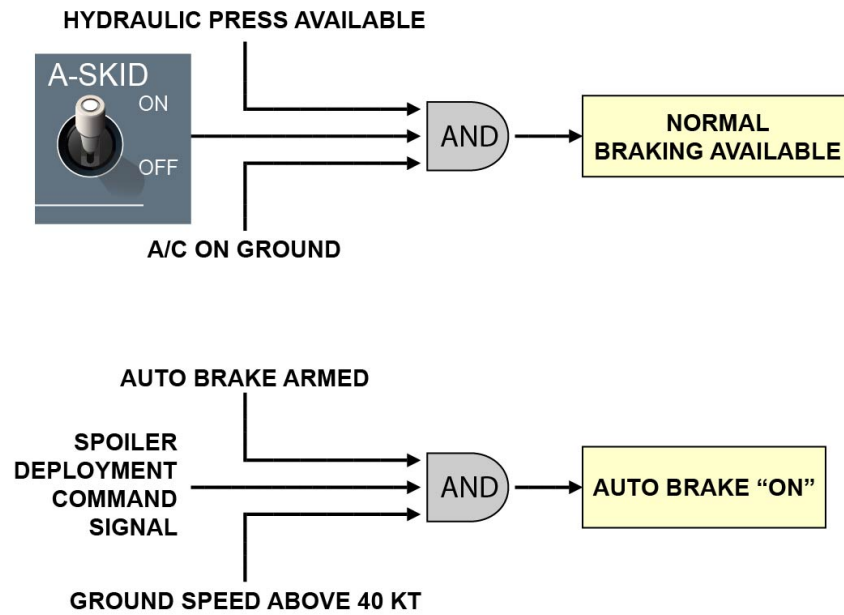 HYDRAULIC PRESS AVAILABLE
A-SKID
ON
OFF
AND
NORMAL
BRAKING AVAILABLE
A/C ON GROUND
AUTO BRAKE ARMED
SPOILER
DEPLOYMENT
COMMAND
SIGNAL
AND
AUTO BRAKE “ON”
GROUND SPEED ABOVE 40 KT